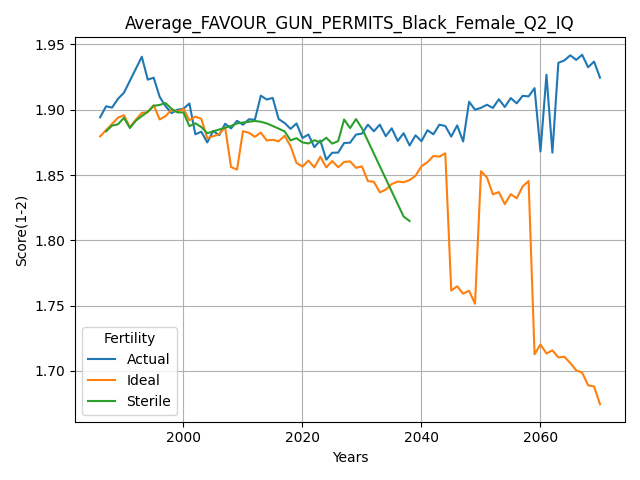 Average_FAVOUR_GUN_PERMITS_Black_Female_Q2_IQ
1.95
1.90
1.85
1.80
1.75
1.70
Score(1-2)
Fertility
Actual
Ideal
Sterile
2000
2020
2040
2060
Years